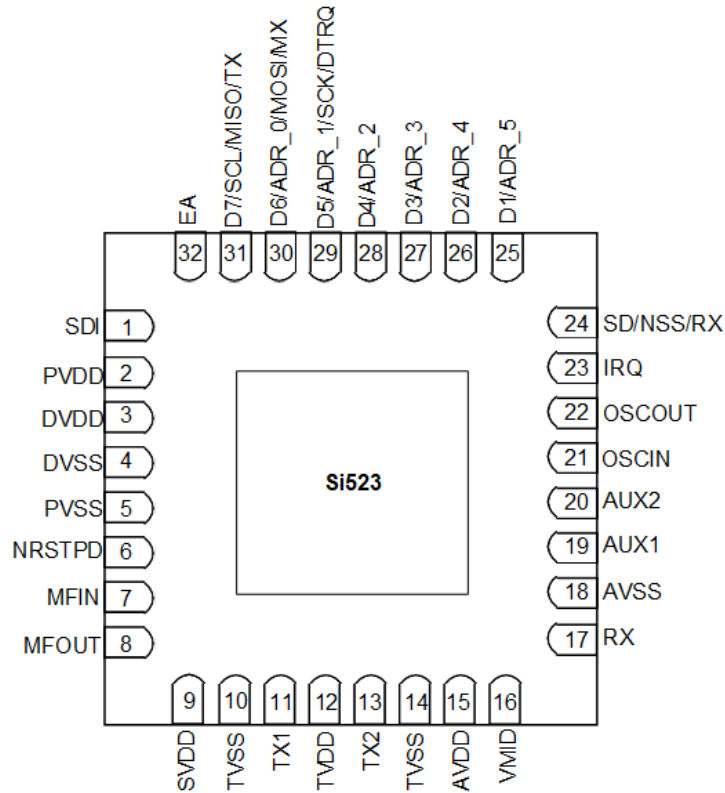 EA
D7/SCL/MISO/TX
D6/ADR_0/MOSI/MX
D5/ADR_1/SCK/DTRQ
D4/ADR_2
D3/ADR_3
D2/ADR_4
D1/ADR_5
32 31 30 29 28 27 26 25
SDI 1
PVDD 2
DVDD 3
DVSS 4
PVSS 5
NRSTPD 6
MFIN 7
MFOUT 8
Si523
24 SD/NSS/RX
23 IRQ
22 OSCOUT
21 OSCIN
20 AUX2
19 AUX1
18 AVSS
17 RX
9 10 11 12 13 14 15 16
SVDD
TVSS
TX1
TVDD
TX2
TVSS
AVDD
VMID